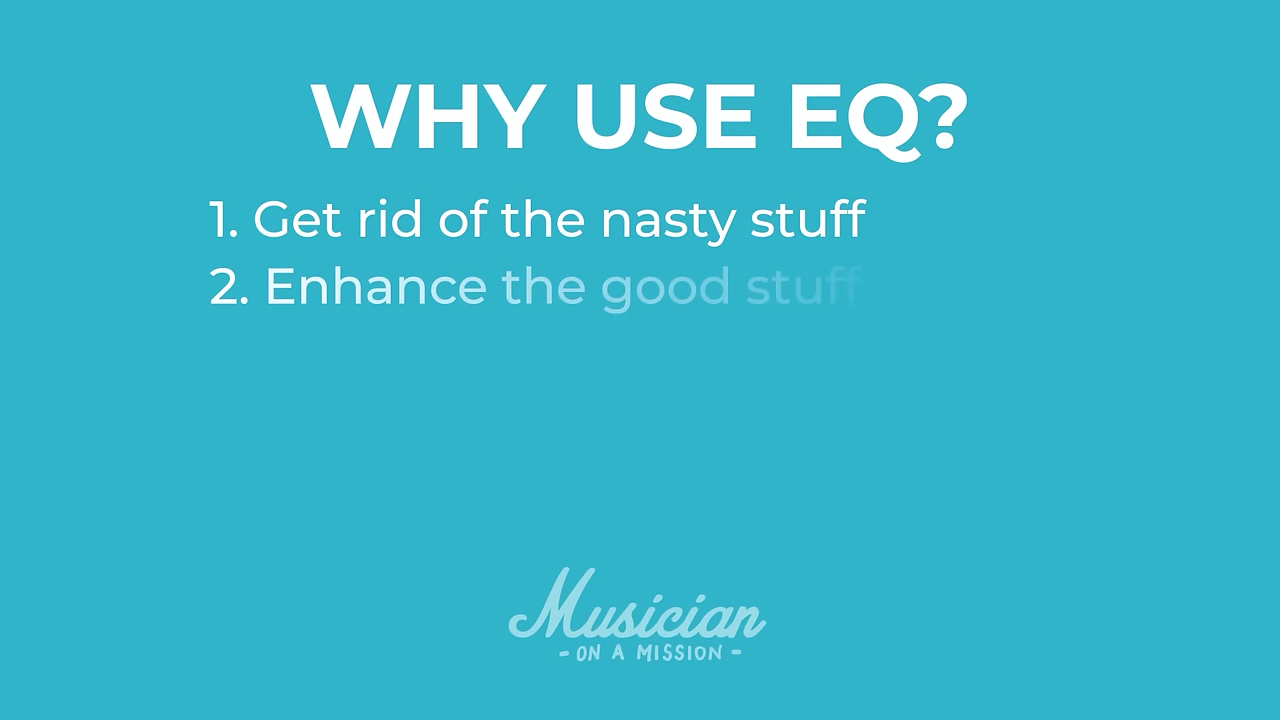 WHY USE EQ?
1. Get rid of the nasty stuff
2. Enhance the good stuff
Musician
- ON A MISSION -